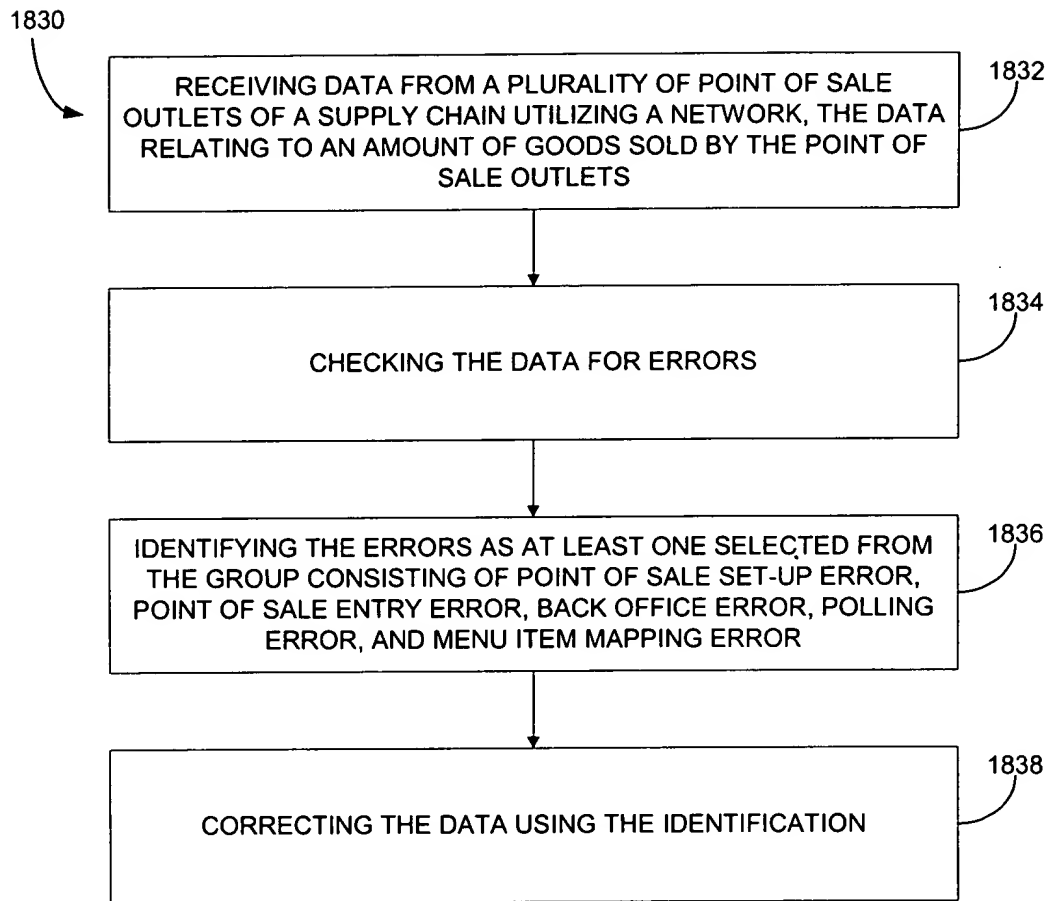 1830
RECEIVING DATA FROM A PLURALITY OF POINT OF SALE
OUTLETS OF A SUPPLY CHAIN UTILIZING A NETWORK, THE DATA
RELATING TO AN AMOUNT OF GOODS SOLD BY THE POINT OF
SALE OUTLETS
1832
CHECKING THE DATA FOR ERRORS
1834
IDENTIFYING THE ERRORS AS AT LEAST ONE SELECTED FROM
THE GROUP CONSISTING OF POINT OF SALE SET-UP ERROR,
POINT OF SALE ENTRY ERROR, BACK OFFICE ERROR, POLLING
ERROR, AND MENU ITEM MAPPING ERROR
1836
CORRECTING THE DATA USING THE IDENTIFICATION
1838